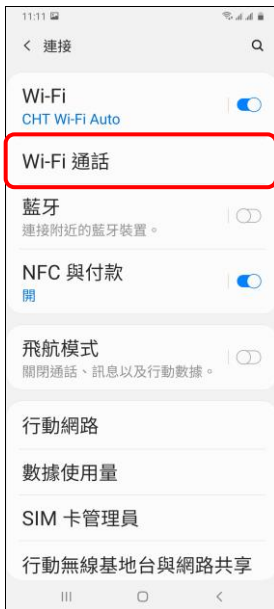 11:11
連接
Wi-Fi
CHT Wi-Fi Auto
Wi-Fi 通話
藍牙
連接附近的藍牙裝置。
NFC 與付款
開
飛航模式
關閉通話、訊息以及行動數據。
行動網路
數據使用量
SIM 卡管理員
行動無線基地台與網路共享